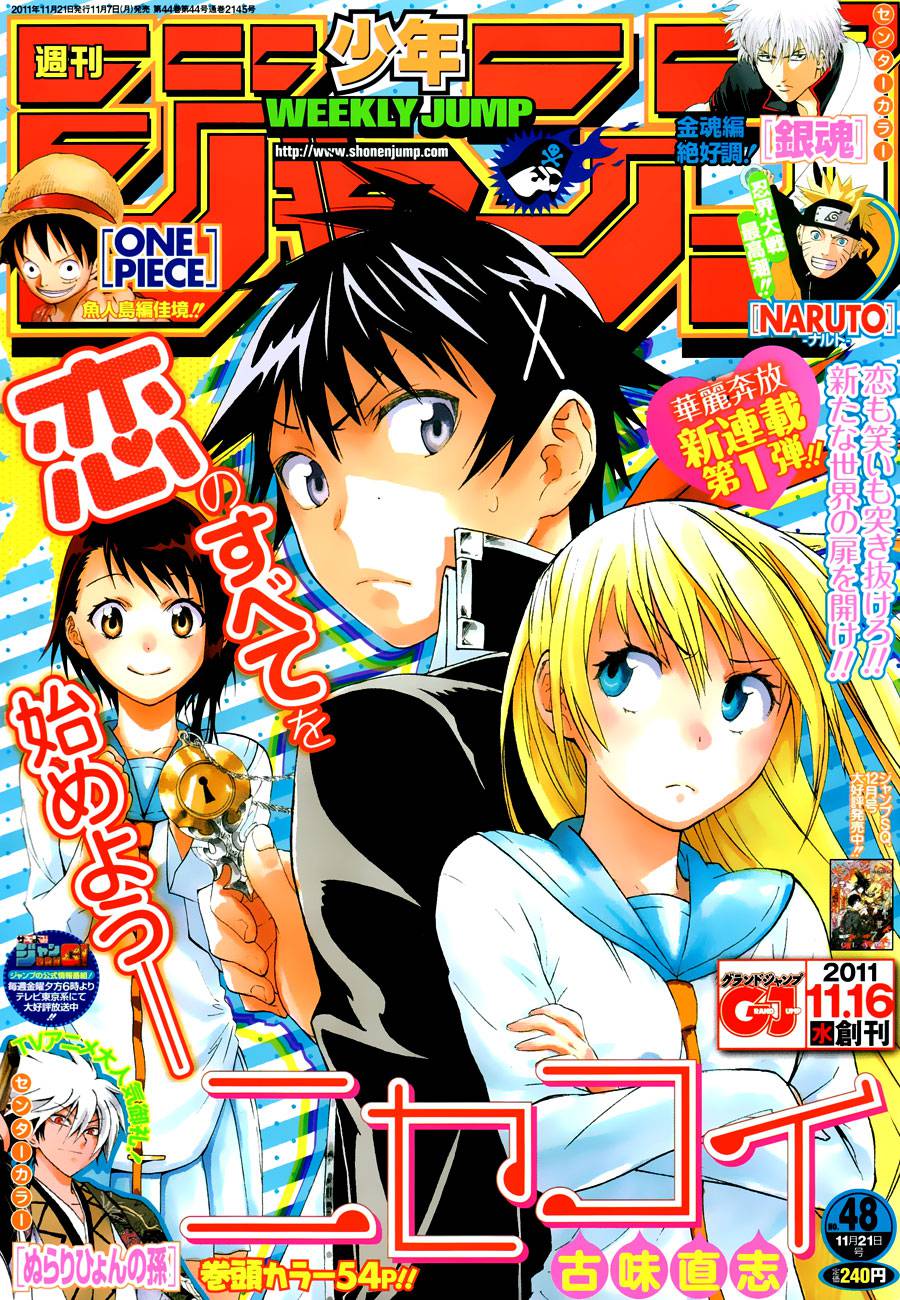 2011年11月21日発行11月7日(月)発売 第44巻第44号通巻2145号
週刊
少年
ジャンプ
WEEKLY JUMP
http://www.shonenjump.com
センターカラー
金魂編
絶好調!
[銀魂]
忍界大戦
最高潮!!
[NARUTO]
-ナルト-
[ONE
PIECE]
魚人島編佳境!!
華麗奔放
新連載
第1弾!!
恋も笑いも突き抜けろ!!
新たな世界の扉を開け!!
恋のすべてを
始めよう――
ジャンプSQ.
12月号
大好評発売中!!
グランドジャンプ
GJ
GRAND JUMP
2011
11.16
水創刊
ジャンプの公式情報番組!
毎週金曜夕方6時より
テレビ東京系にて
大好評放送中
!!
TVアニメ大人気御礼!
センターカラー
[ぬらりひょんの孫]
ニセコイ
巻頭カラー54P!!
古味直志
NO.48
11月21日
号
定価240円